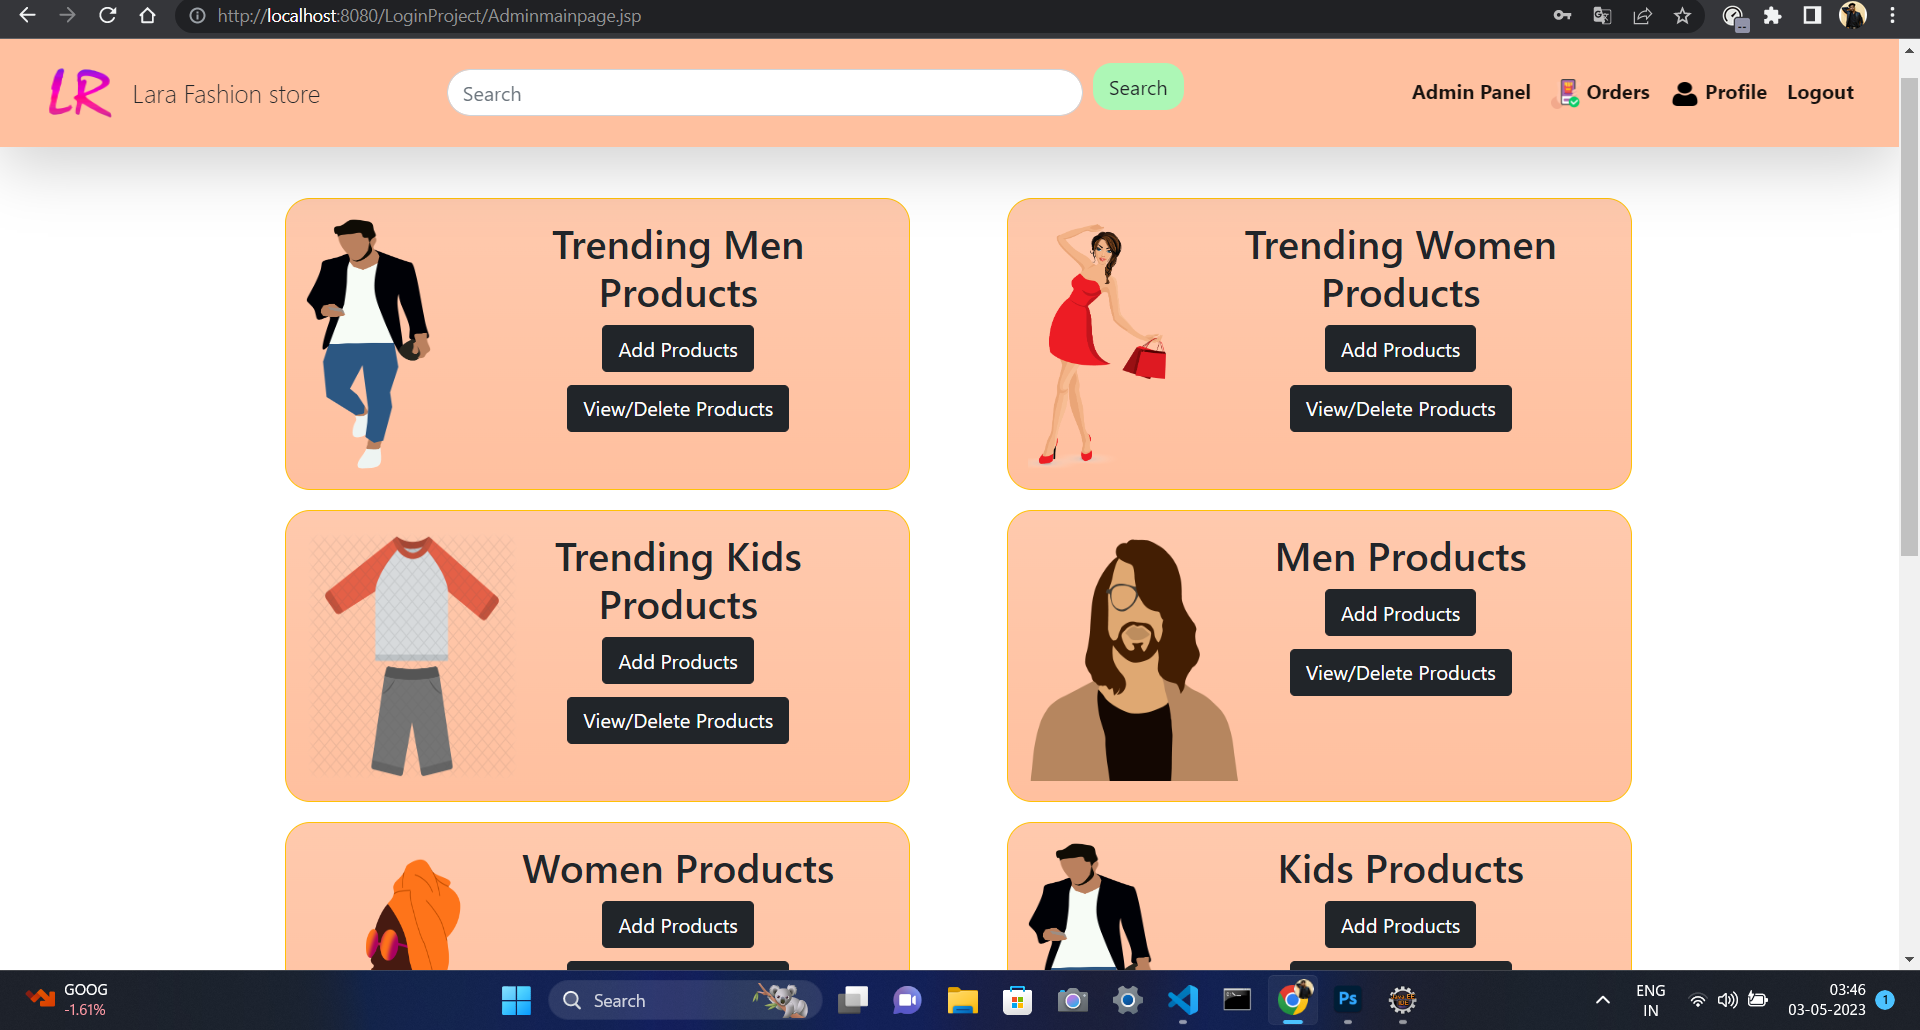 http://localhost:8080/LoginProject/Adminmainpage.jsp
LR Lara Fashion store
Search
Search
Admin Panel
Orders
Profile
Logout
Trending Men
Products
Add Products
View/Delete Products
Trending Women
Products
Add Products
View/Delete Products
Trending Kids
Products
Add Products
View/Delete Products
Men Products
Add Products
View/Delete Products
Women Products
Add Products
Kids Products
Add Products
GOOG
-1.61%
Search
Ps
ENG
IN
03:46
03-05-2023
1